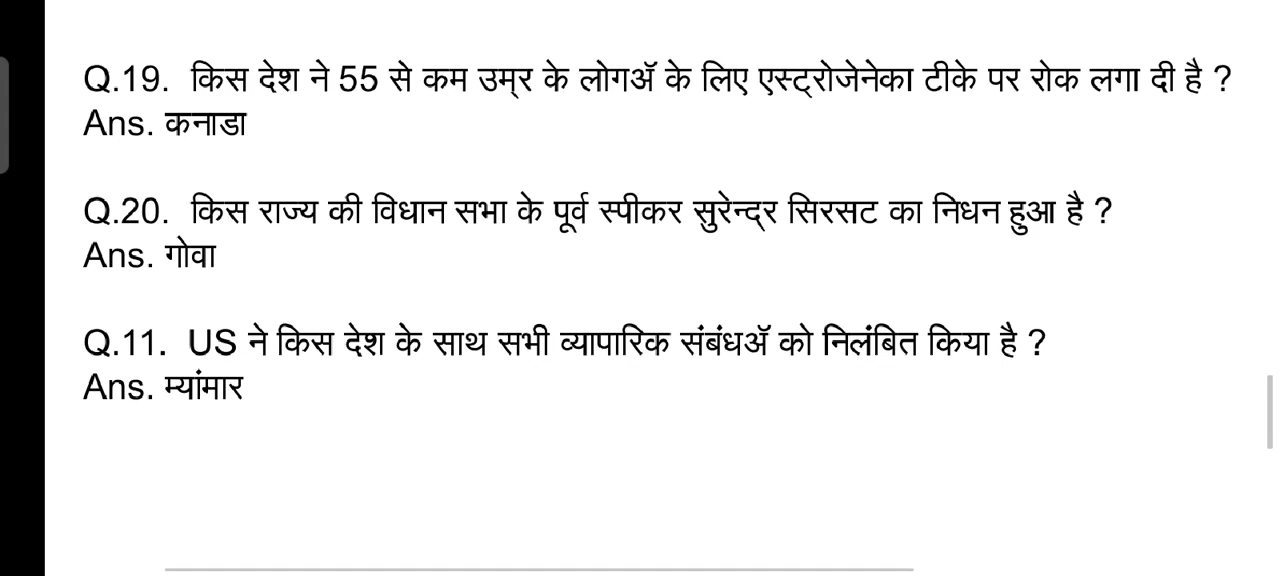 Q.19. किस देश ने 55 से कम उम्र के लोगअॅ के लिए एस्ट्रोजेनेका टीके पर रोक लगा दी है ?
Ans. कनाडा
Q.20. किस राज्य की विधान सभा के पूर्व स्पीकर सुरेन्द्र सिरसट का निधन हुआ है ?
Ans. गोवा
Q.11. US ने किस देश के साथ सभी व्यापारिक संबंधअॅ को निलंबित किया है ?
Ans. म्यांमार